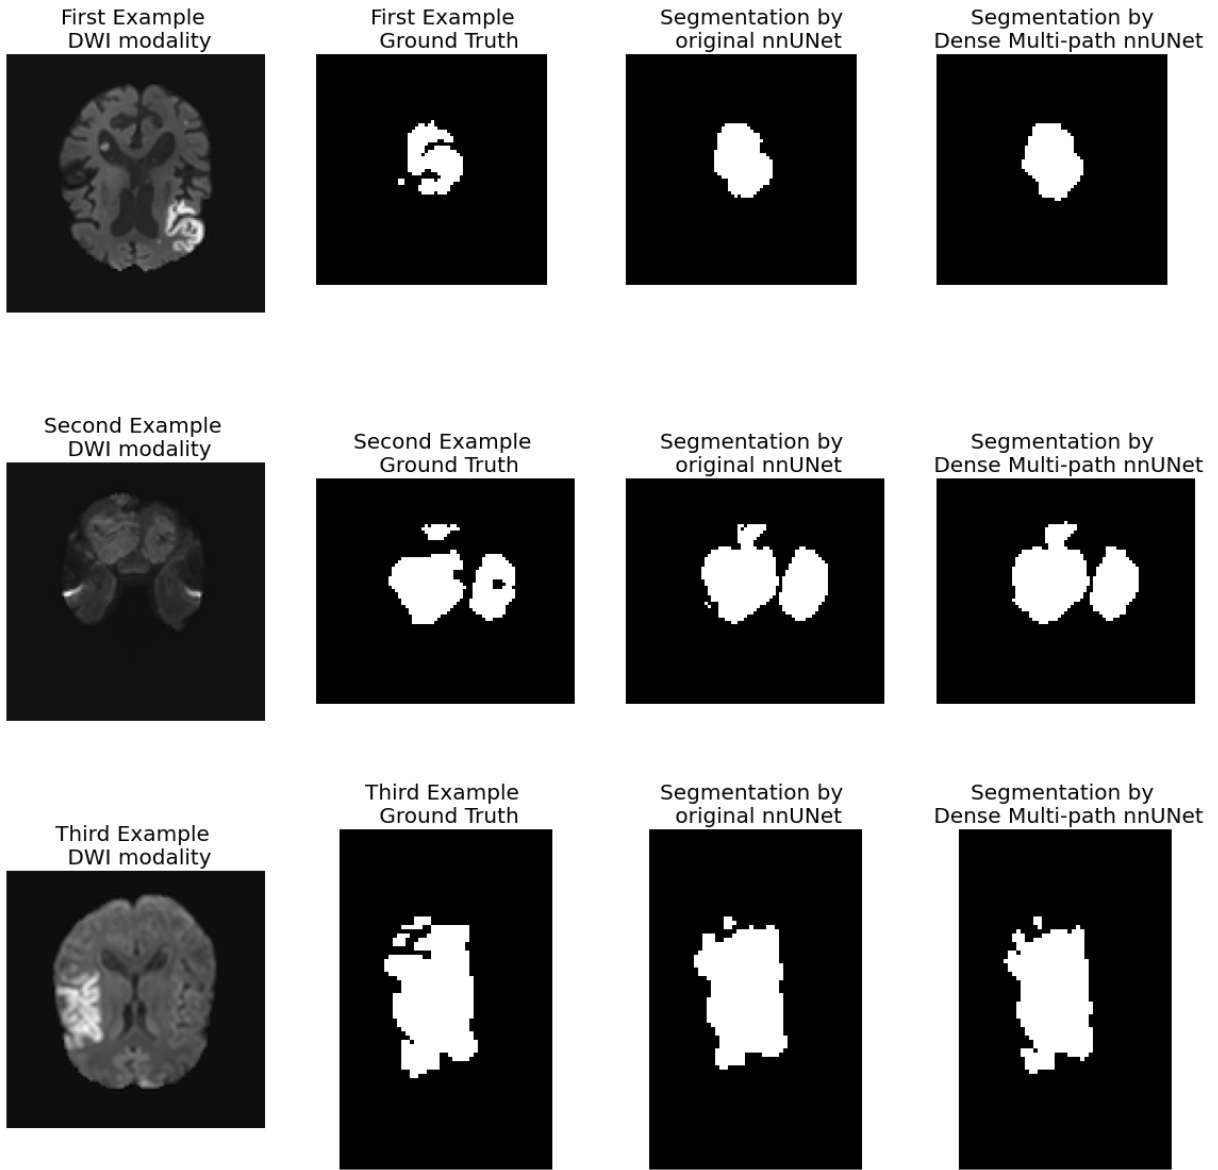 First Example
DWI modality
First Example
Ground Truth
Segmentation by
original nnUNet
Segmentation by
Dense Multi-path nnUNet
Second Example
DWI modality
Second Example
Ground Truth
Segmentation by
original nnUNet
Segmentation by
Dense Multi-path nnUNet
Third Example
DWI modality
Third Example
Ground Truth
Segmentation by
original nnUNet
Segmentation by
Dense Multi-path nnUNet